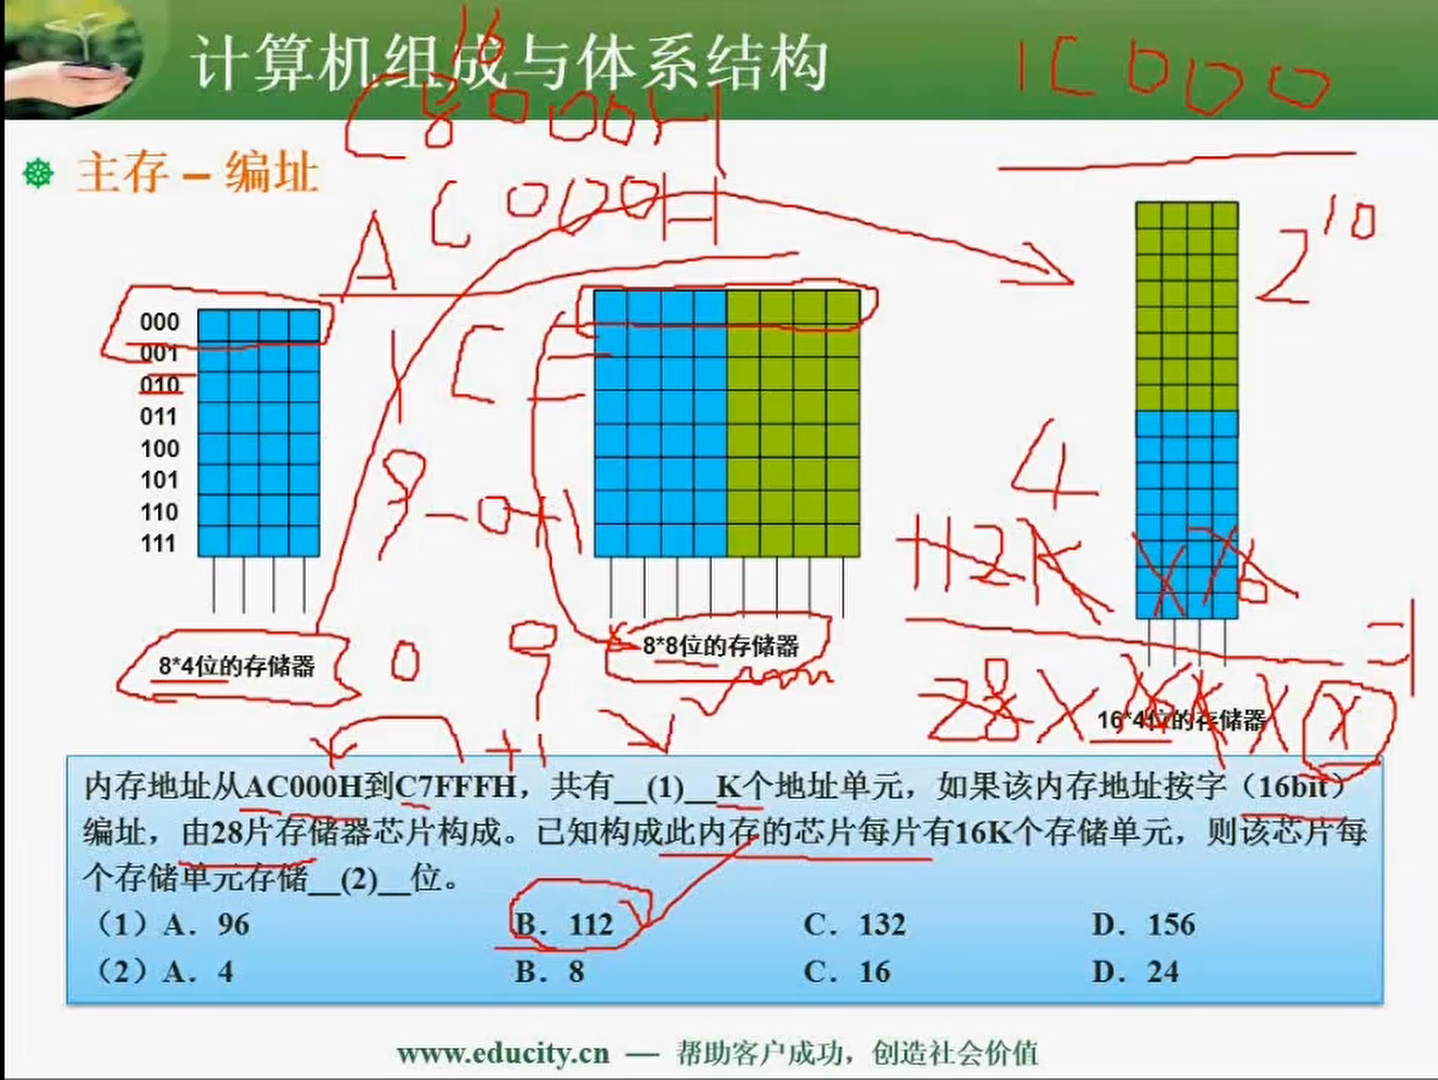 计算机组成与体系结构
16
1C000
C8000H
主存 – 编址
AC000H
2^10
1C
000
001
010
011
100
101
110
111
4
9-0+1
112K × 16
= 1
8*4位的存储器
0
9
8*8位的存储器
28 × 16K × X
16*4位的存储器
+1
内存地址从AC000H到C7FFFH，共有__(1)__K个地址单元，如果该内存地址按字（16bit）
编址，由28片存储器芯片构成。已知构成此内存的芯片每片有16K个存储单元，则该芯片每
个存储单元存储__(2)__位。
（1）A．96 B．112 C．132 D．156
（2）A．4 B．8 C．16 D．24
www.educity.cn — 帮助客户成功，创造社会价值